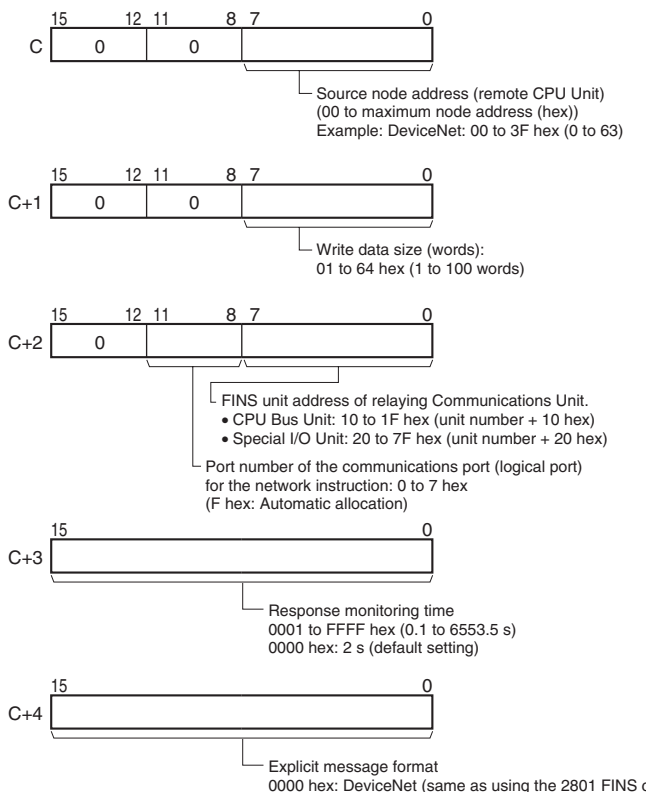 15 12 11 8 7 0
C 0 0
Source node address (remote CPU Unit)
(00 to maximum node address (hex))
Example: DeviceNet: 00 to 3F hex (0 to 63)
15 12 11 8 7 0
C+1 0 0
Write data size (words):
01 to 64 hex (1 to 100 words)
15 12 11 8 7 0
C+2 0
FINS unit address of relaying Communications Unit.
• CPU Bus Unit: 10 to 1F hex (unit number + 10 hex)
• Special I/O Unit: 20 to 7F hex (unit number + 20 hex)
Port number of the communications port (logical port)
for the network instruction: 0 to 7 hex
(F hex: Automatic allocation)
15 0
C+3
Response monitoring time
0001 to FFFF hex (0.1 to 6553.5 s)
0000 hex: 2 s (default setting)
15 0
C+4
Explicit message format
0000 hex: DeviceNet (same as using the 2801 FINS